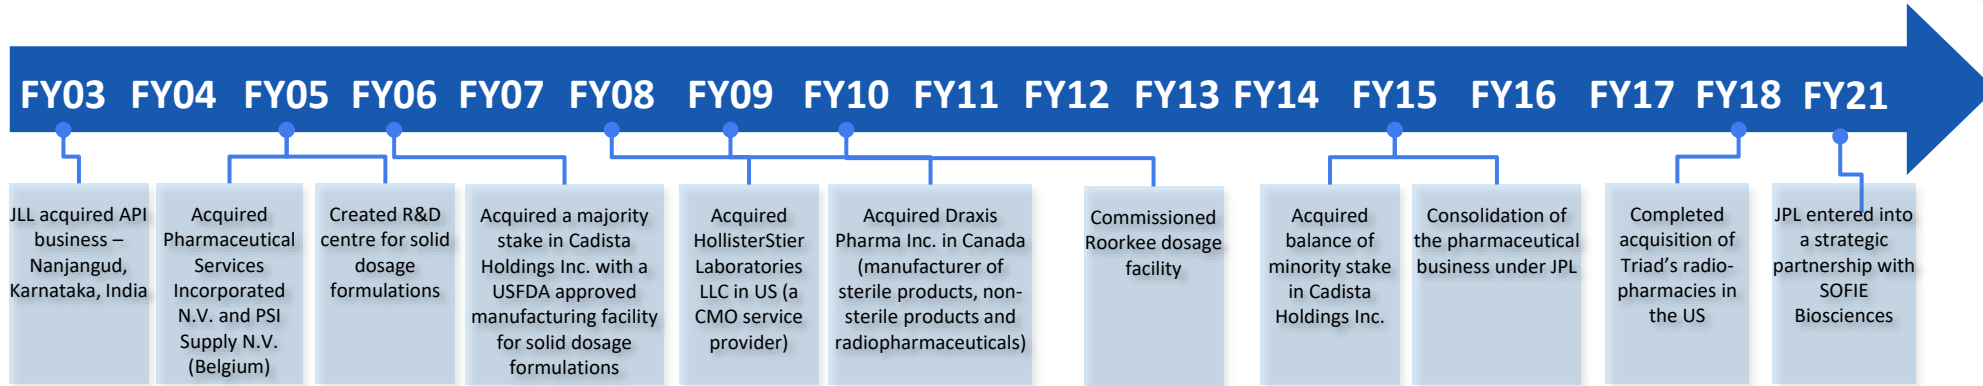 FY03 FY04 FY05 FY06 FY07 FY08 FY09 FY10 FY11 FY12 FY13 FY14 FY15 FY16 FY17 FY18 FY21
JLL acquired API
business –
Nanjangud,
Karnataka, India
Acquired
Pharmaceutical
Services
Incorporated
N.V. and PSI
Supply N.V.
(Belgium)
Created R&D
centre for solid
dosage
formulations
Acquired a majority
stake in Cadista
Holdings Inc. with a
USFDA approved
manufacturing facility
for solid dosage
formulations
Acquired
HollisterStier
Laboratories
LLC in US (a
CMO service
provider)
Acquired Draxis
Pharma Inc. in Canada
(manufacturer of
sterile products, non-
sterile products and
radiopharmaceuticals)
Commissioned
Roorkee dosage
facility
Acquired
balance of
minority stake
in Cadista
Holdings Inc.
Consolidation of
the pharmaceutical
business under JPL
Completed
acquisition of
Triad's radio-
pharmacies in
the US
JPL entered into
a strategic
partnership with
SOFIE
Biosciences